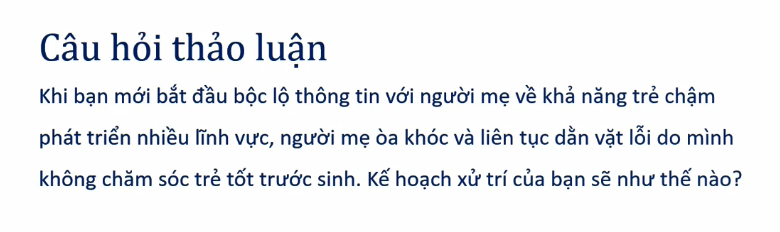 Câu hỏi thảo luận
Khi bạn mới bắt đầu bộc lộ thông tin với người mẹ về khả năng trẻ chậm
phát triển nhiều lĩnh vực, người mẹ òa khóc và liên tục dằn vặt lỗi do mình
không chăm sóc trẻ tốt trước sinh. Kế hoạch xử trí của bạn sẽ như thế nào?